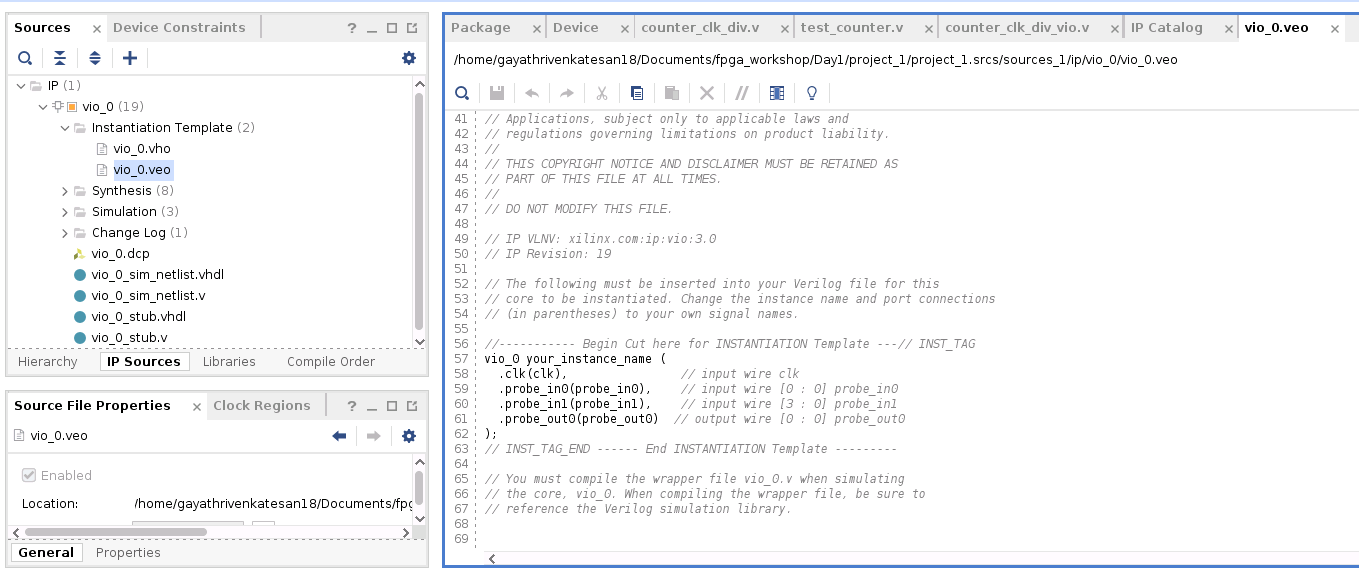 Sources
Device Constraints
IP (1)
vio_0 (19)
Instantiation Template (2)
vio_0.vho
vio_0.veo
Synthesis (8)
Simulation (3)
Change Log (1)
vio_0.dcp
vio_0_sim_netlist.vhdl
vio_0_sim_netlist.v
vio_0_stub.vhdl
vio_0_stub.v
Hierarchy IP Sources Libraries Compile Order
Source File Properties
Clock Regions
vio_0.veo
Enabled
Location: /home/gayathrivenkatesan18/Documents/fpg
General Properties
Package Device counter_clk_div.v test_counter.v counter_clk_div_vio.v IP Catalog vio_0.veo
/home/gayathrivenkatesan18/Documents/fpga_workshop/Day1/project_1/project_1.srcs/sources_1/ip/vio_0/vio_0.veo
41 // Applications, subject only to applicable laws and
42 // regulations governing limitations on product liability.
43 //
44 // THIS COPYRIGHT NOTICE AND DISCLAIMER MUST BE RETAINED AS
45 // PART OF THIS FILE AT ALL TIMES.
46 //
47 // DO NOT MODIFY THIS FILE.
48
49 // IP VLNV: xilinx.com:ip:vio:3.0
50 // IP Revision: 19
51
52 // The following must be inserted into your Verilog file for this
53 // core to be instantiated. Change the instance name and port connections
54 // (in parentheses) to your own signal names.
55
56 //----------- Begin Cut here for INSTANTIATION Template ---// INST_TAG
57 vio_0 your_instance_name (
58 .clk(clk), // input wire clk
59 .probe_in0(probe_in0), // input wire [0 : 0] probe_in0
60 .probe_in1(probe_in1), // input wire [3 : 0] probe_in1
61 .probe_out0(probe_out0) // output wire [0 : 0] probe_out0
62 );
63 // INST_TAG_END ------ End INSTANTIATION Template ---------
64
65 // You must compile the wrapper file vio_0.v when simulating
66 // the core, vio_0. When compiling the wrapper file, be sure to
67 // reference the Verilog simulation library.
68
69